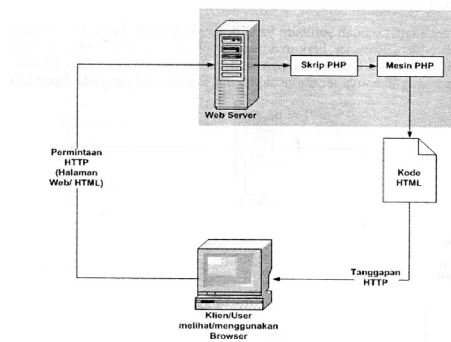 Web Server
Skrip PHP
Mesin PHP
Permintaan
HTTP
(Halaman
Web/ HTML)
Kode
HTML
Tanggapan
HTTP
Klien/User
melihat/menggunakan
Browser